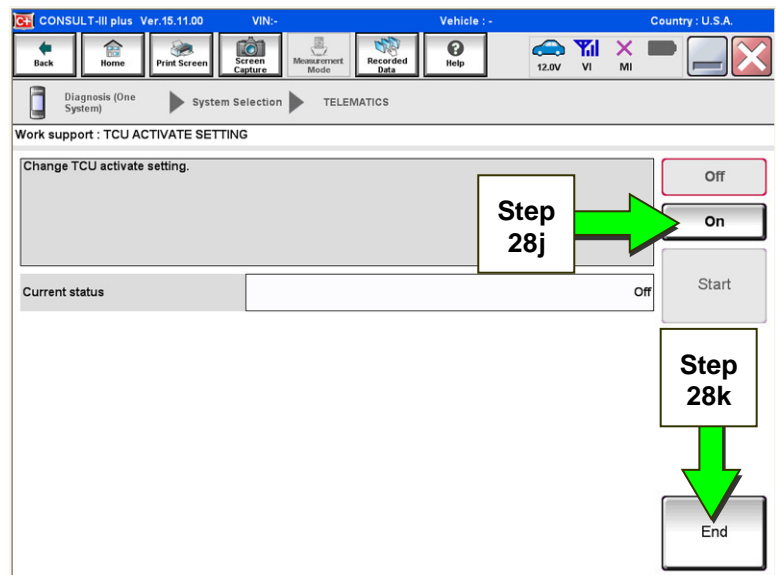 CONSULT-III plus Ver.15.11.00 VIN:- Vehicle : - Country : U.S.A.
Back Home Print Screen Screen Capture Measurement Mode Recorded Data Help 12.0V VI MI
Diagnosis (One System) System Selection TELEMATICS
Work support : TCU ACTIVATE SETTING
Change TCU activate setting.
Off
Step
28j
On
Current status Off
Start
Step
28k
End